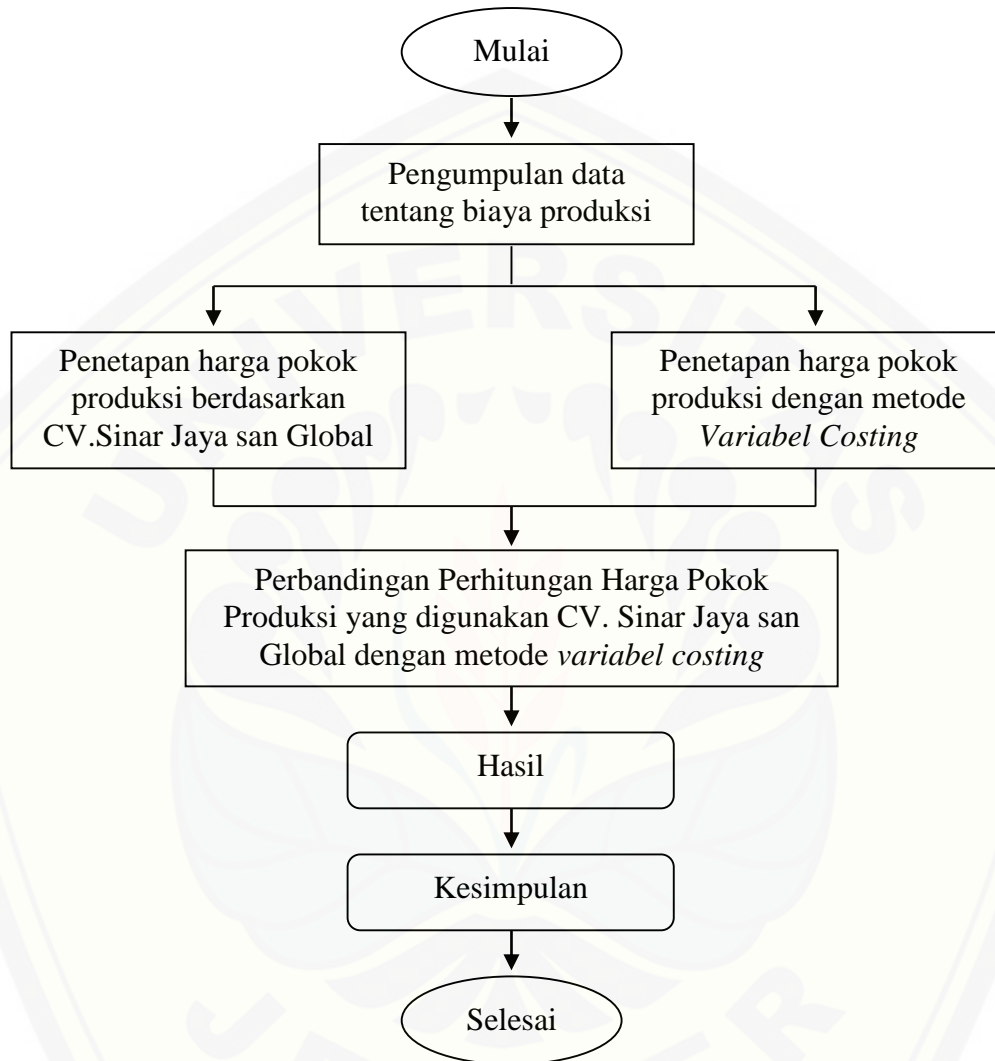 Mulai
Pengumpulan data
tentang biaya produksi
Penetapan harga pokok
produksi berdasarkan
CV.Sinar Jaya san Global
Penetapan harga pokok
produksi dengan metode
Variabel Costing
Perbandingan Perhitungan Harga Pokok
Produksi yang digunakan CV. Sinar Jaya san
Global dengan metode variabel costing
Hasil
Kesimpulan
Selesai